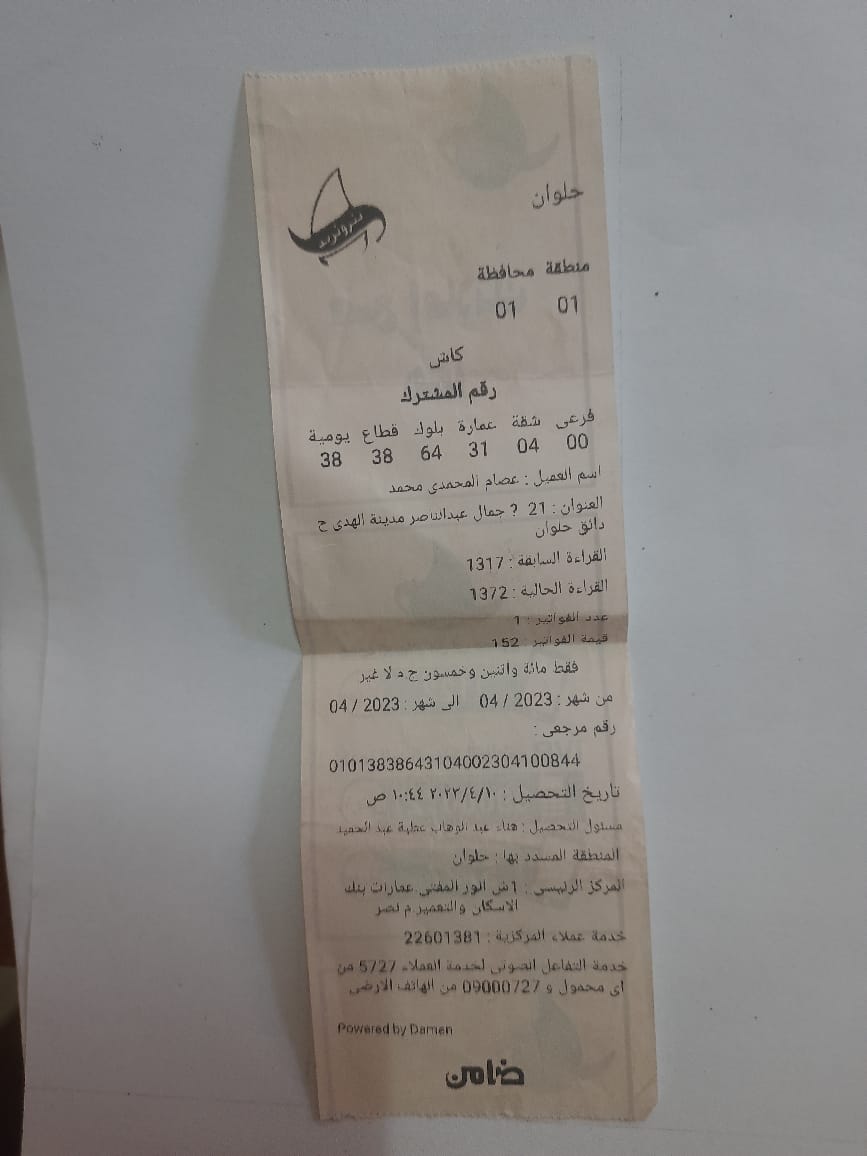 حلوان
بتروتريد
منطقة محافظة
01 01
كاش
رقم المشترك
فرعى شقة عمارة بلوك قطاع يومية
00 04 31 64 38 38
اسم العميل : عصام المحمدى محمد
العنوان : 21 ? جمال عبدالناصر مدينة الهدى ح
دائق حلوان
القراءة السابقة : 1317
القراءة الحالية : 1372
عدد الفواتير : 1
قيمة الفواتير : 152
فقط مائة واثنين وخمسون ج م لا غير
من شهر : 2023 / 04 الى شهر : 2023 / 04
رقم مرجعى :
01013838643104002304100844
تاريخ التحصيل : ٢٠٢٣/٤/١٠ ١٠:٤٤ ص
مسئول التحصيل : هناء عبد الوهاب عطية عبد الحميد
المنطقة المسدد بها : حلوان
المركز الرئيسى : 1ش انور المفتى عمارات بنك
الاسكان والتعمير م نصر
خدمة عملاء المركزية : 22601381
خدمة التفاعل الصوتى لخدمة العملاء 5727 من
اى محمول و 09000727 من الهاتف الارضى
Powered by Damen
ضامن